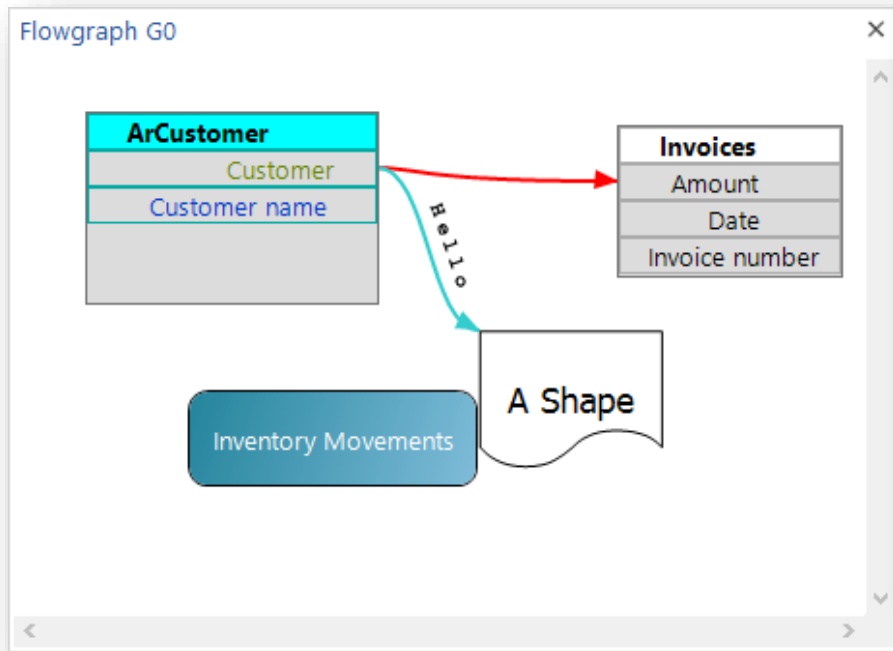 Flowgraph G0
ArCustomer
Customer
Customer name
Invoices
Amount
Date
Invoice number
Hello
A Shape
Inventory Movements